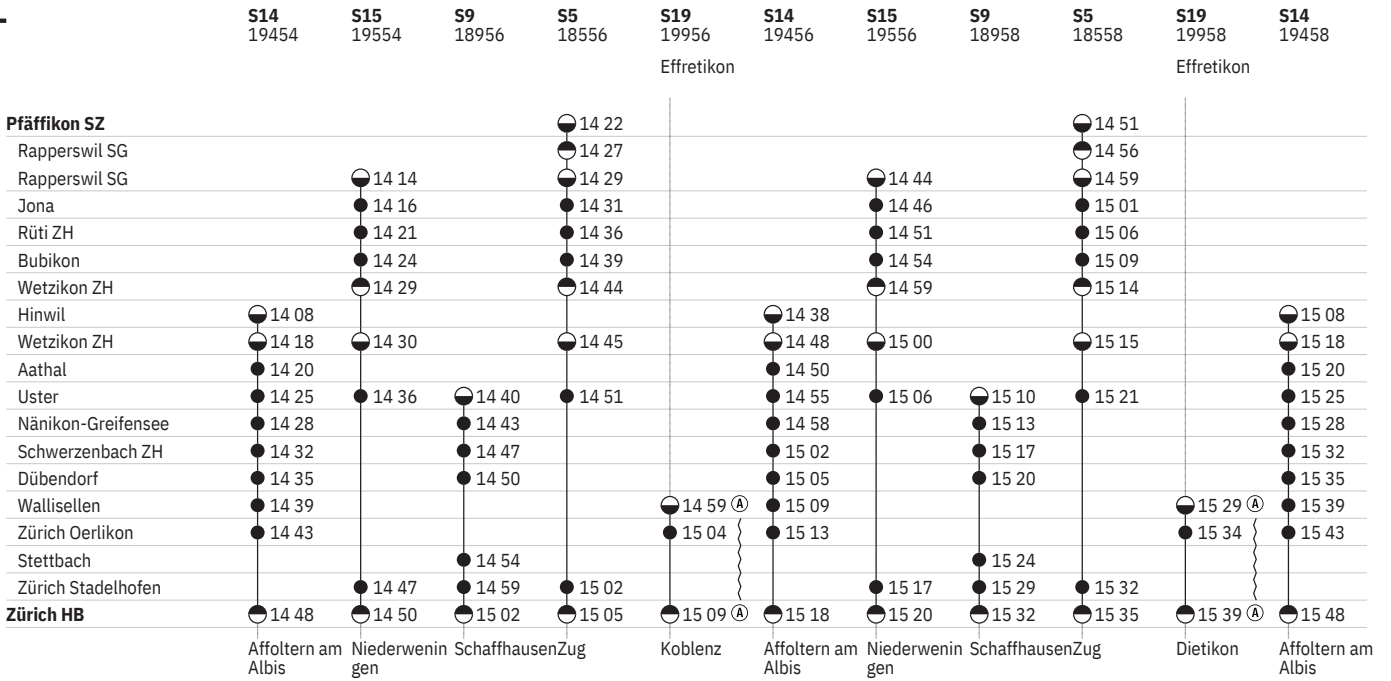 S14 S15 S9 S5 S19 S14 S15 S9 S5 S19 S14
19454 19554 18956 18556 19956 19456 19556 18958 18558 19958 19458
Effretikon Effretikon
Pfäffikon SZ 14 22 14 51
Rapperswil SG 14 27 14 56
Rapperswil SG 14 14 14 29 14 44 14 59
Jona 14 16 14 31 14 46 15 01
Rüti ZH 14 21 14 36 14 51 15 06
Bubikon 14 24 14 39 14 54 15 09
Wetzikon ZH 14 29 14 44 14 59 15 14
Hinwil 14 08 14 38 15 08
Wetzikon ZH 14 18 14 30 14 45 14 48 15 00 15 15 15 18
Aathal 14 20 14 50 15 20
Uster 14 25 14 36 14 40 14 51 14 55 15 06 15 10 15 21 15 25
Nänikon-Greifensee 14 28 14 43 14 58 15 13 15 28
Schwerzenbach ZH 14 32 14 47 15 02 15 17 15 32
Dübendorf 14 35 14 50 15 05 15 20 15 35
Wallisellen 14 39 14 59 A 15 09 15 29 A 15 39
Zürich Oerlikon 14 43 15 04 15 13 15 34 15 43
Stettbach 14 54 15 24
Zürich Stadelhofen 14 47 14 59 15 02 15 17 15 29 15 32
Zürich HB 14 48 14 50 15 02 15 05 15 09 A 15 18 15 20 15 32 15 35 15 39 A 15 48
Affoltern am Niederwenin Schaffhausen Zug Koblenz Affoltern am Niederwenin Schaffhausen Zug Dietikon Affoltern am
Albis gen Albis gen Albis